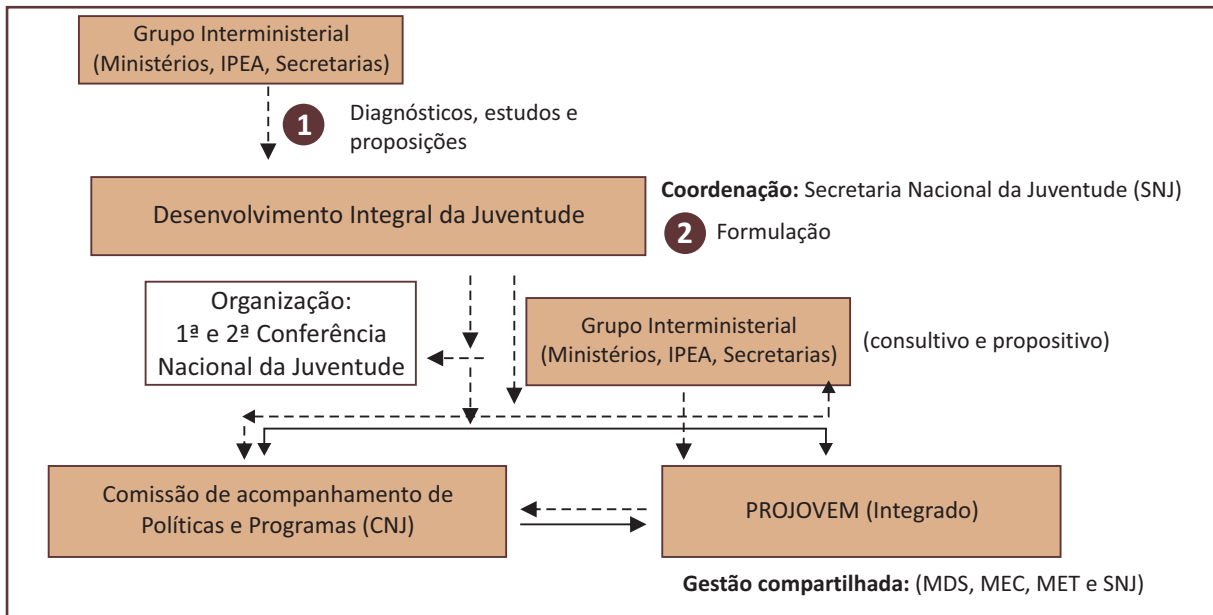 Grupo Interministerial
(Ministérios, IPEA, Secretarias)
1
Diagnósticos, estudos e
proposições
Desenvolvimento Integral da Juventude
Coordenação: Secretaria Nacional da Juventude (SNJ)
2
Formulação
Organização:
1ª e 2ª Conferência
Nacional da Juventude
Grupo Interministerial
(Ministérios, IPEA, Secretarias)
(consultivo e propositivo)
Comissão de acompanhamento de
Políticas e Programas (CNJ)
PROJOVEM (Integrado)
Gestão compartilhada: (MDS, MEC, MET e SNJ)